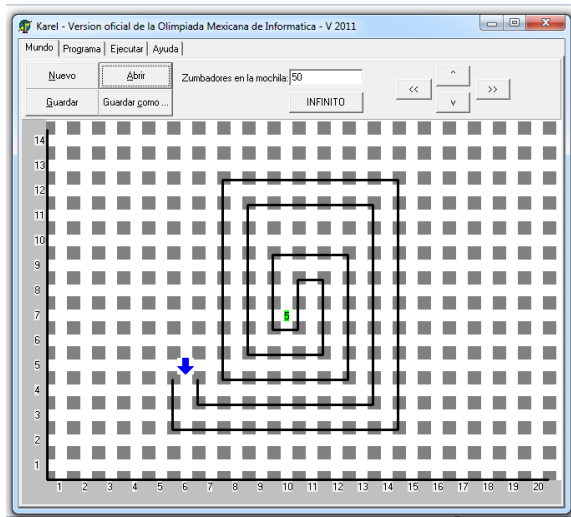 Karel - Version oficial de la Olimpiada Mexicana de Informatica - V 2011
Mundo Programa Ejecutar Ayuda
Nuevo Abrir Zumbadores en la mochila: 50
<< ^ >>
Guardar Guardar como ... INFINITO v
14
13
12
11
10
9
8
7 5
6
5
4
3
2
1
1 2 3 4 5 6 7 8 9 10 11 12 13 14 15 16 17 18 19 20